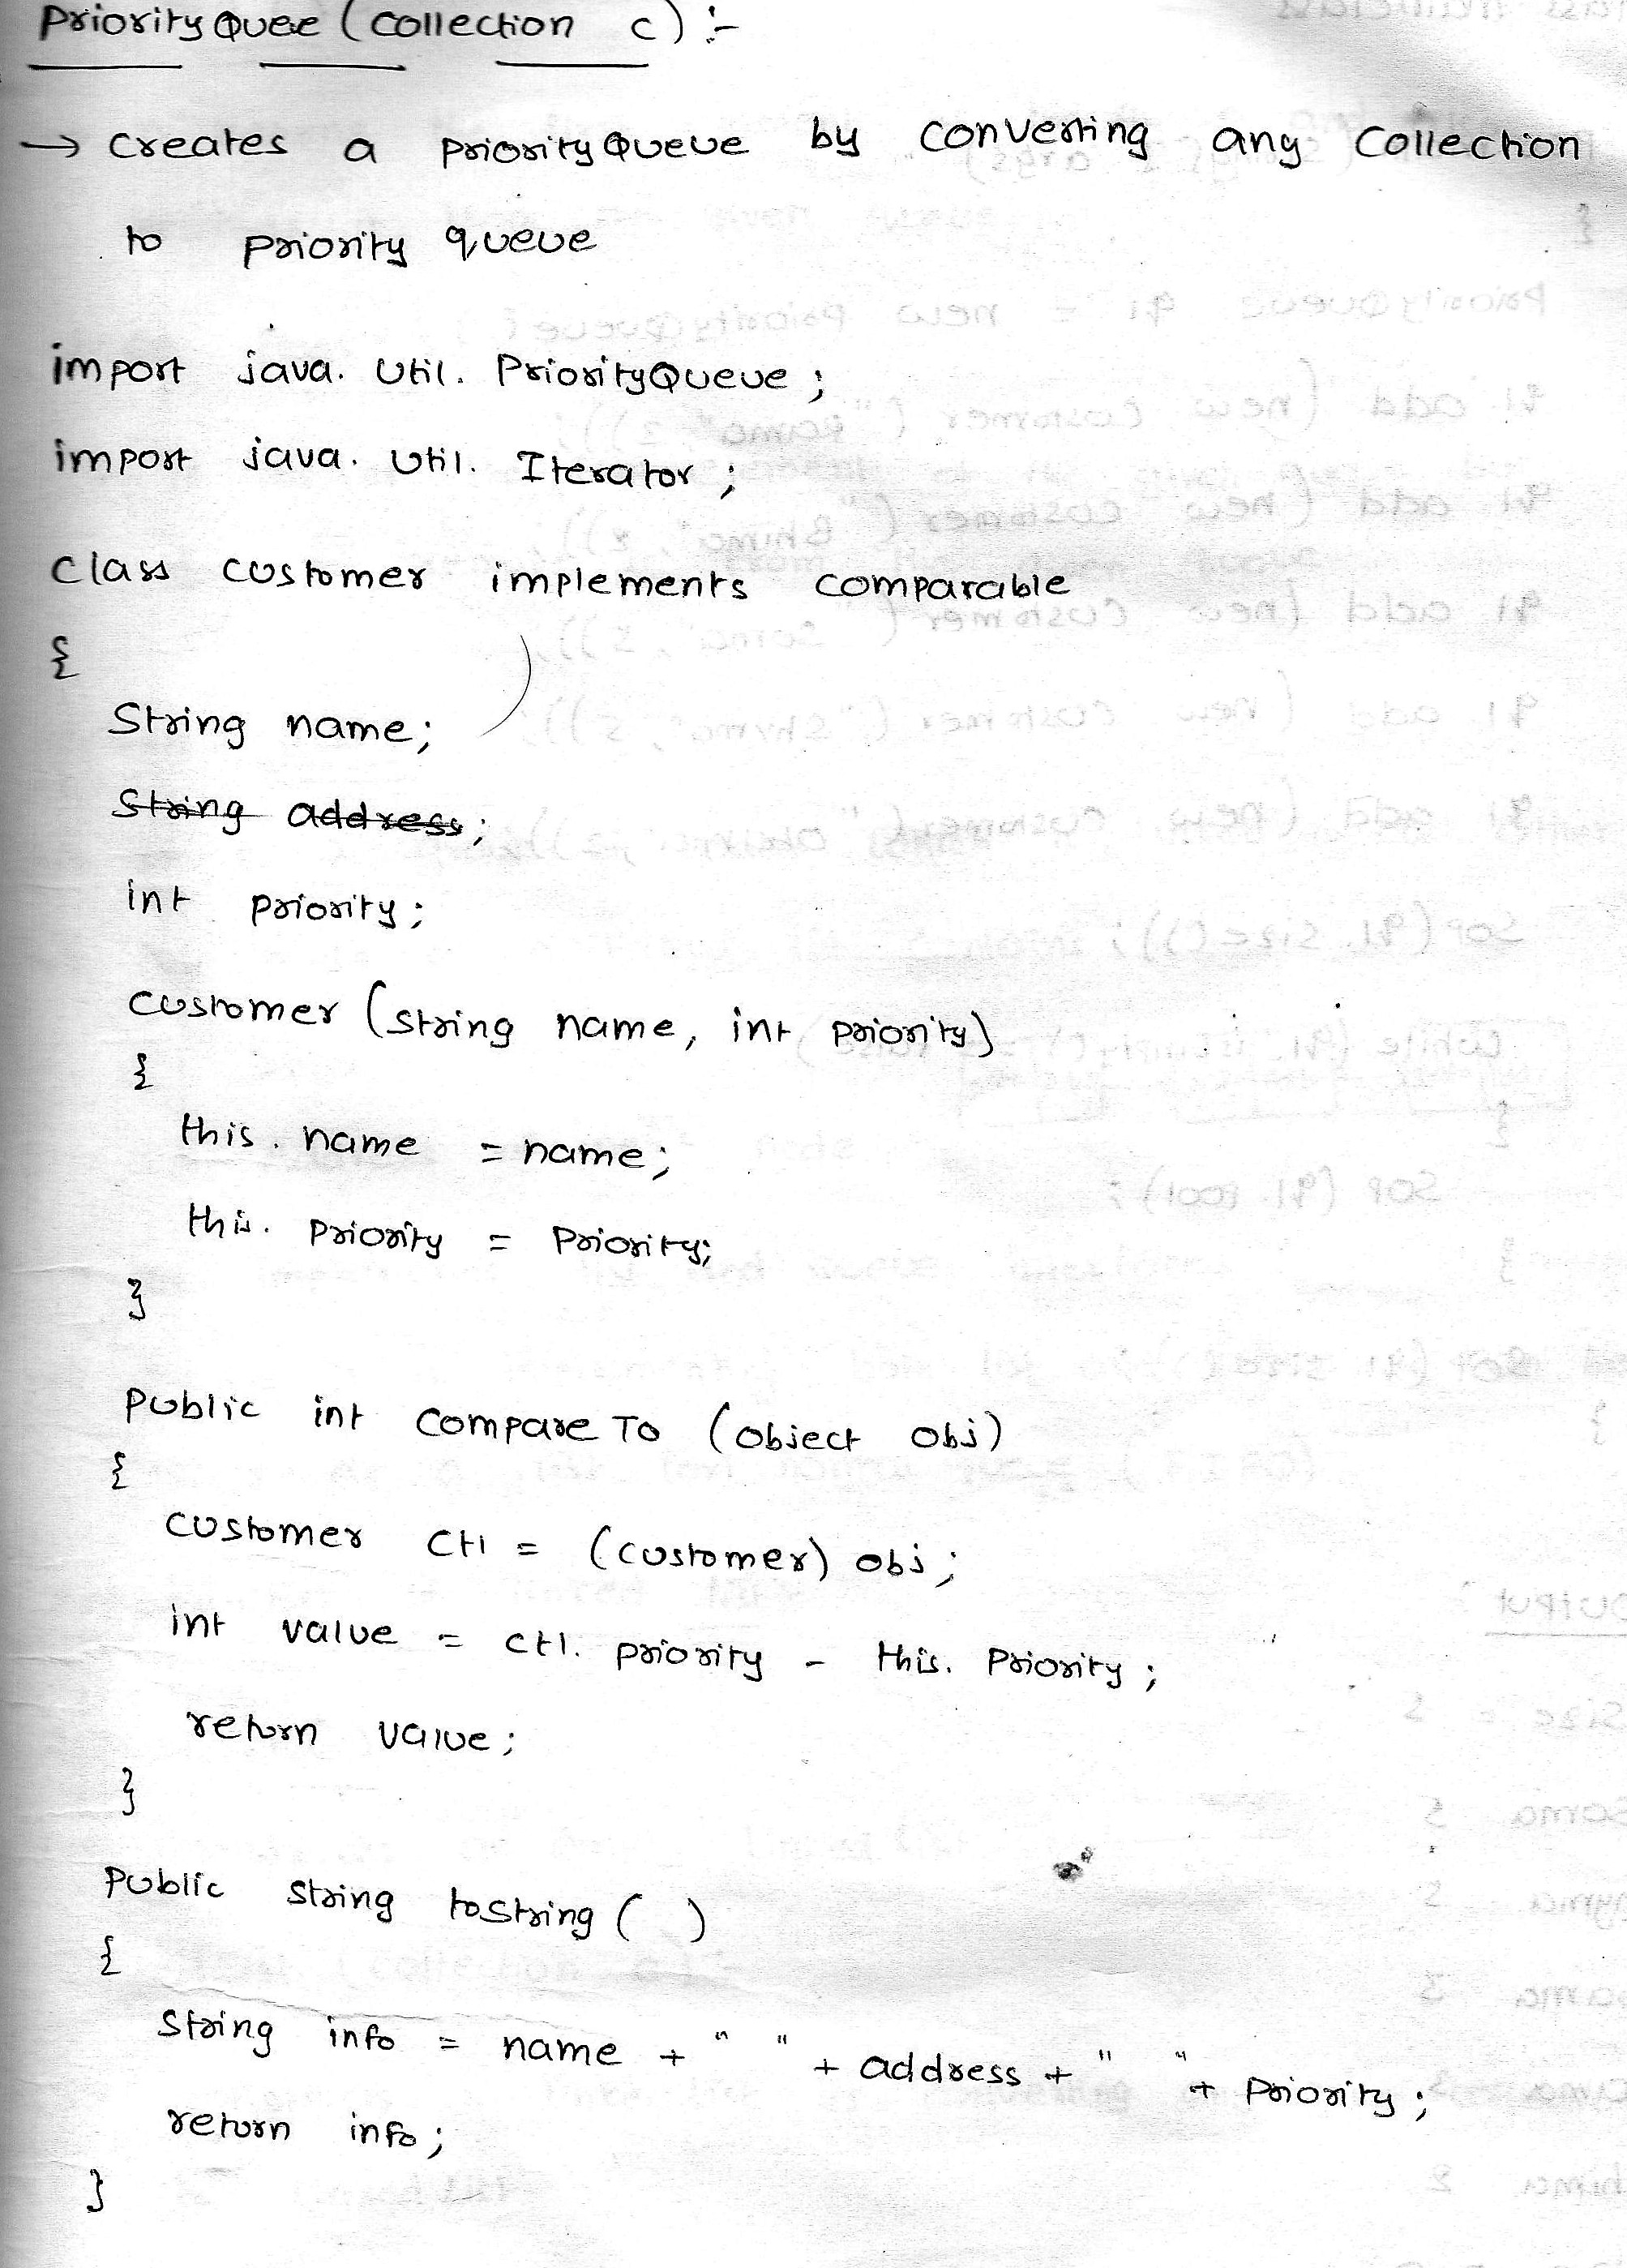 PriorityQuee (Collection c) :-
→ Creates a PriorityQueue by converting any Collection
to priority queue
import java.util.PriorityQueue;
import java.util.Iterator;
class customer implements comparable
{
String name;
String address;
int priority;
customer (string name, int priority)
{
this.name = name;
this.priority = priority;
}
public int compareTo (object obj)
{
customer ct1 = (customer) obj;
int value = ct1.priority - this.priority;
return value;
}
public string tostring ( )
{
String info = name + " " + address + " " + priority;
return info;
}